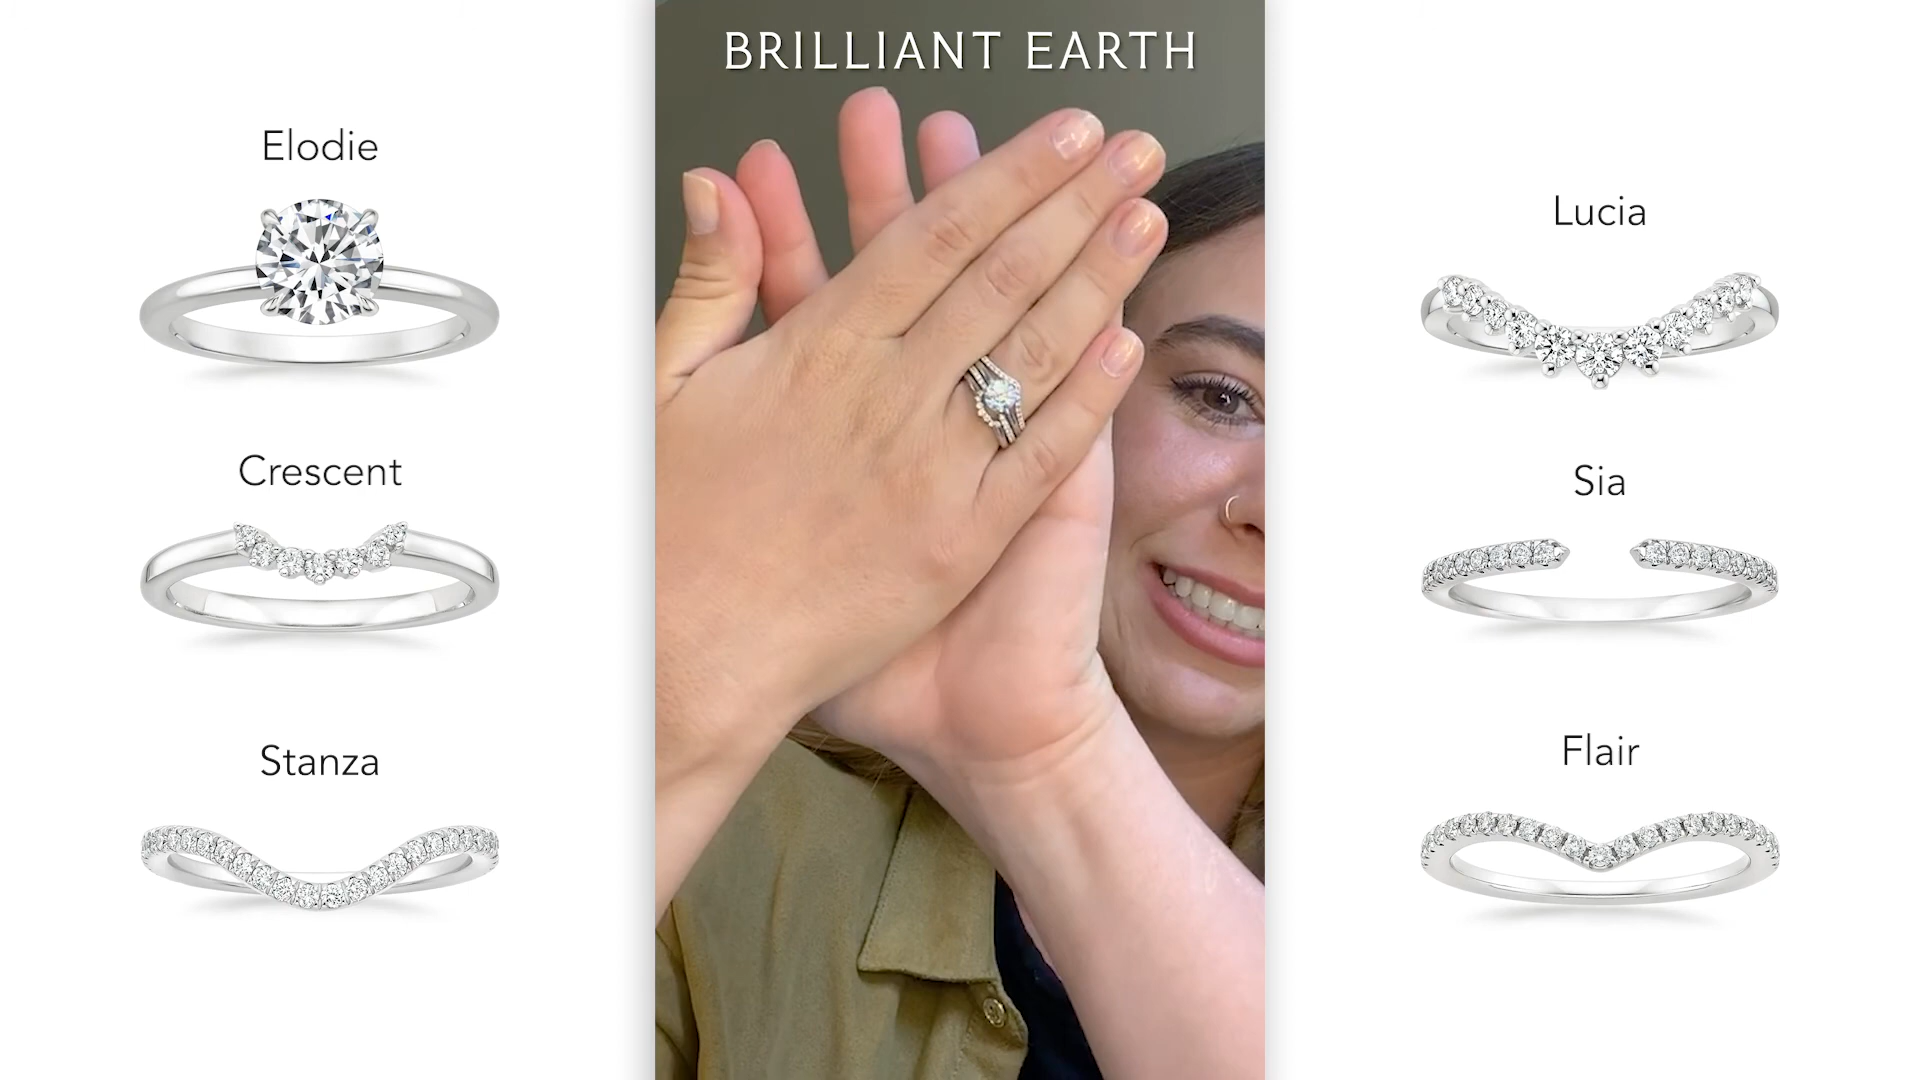 BRILLIANT EARTH
Elodie
Crescent
Stanza
Lucia
Sia
Flair